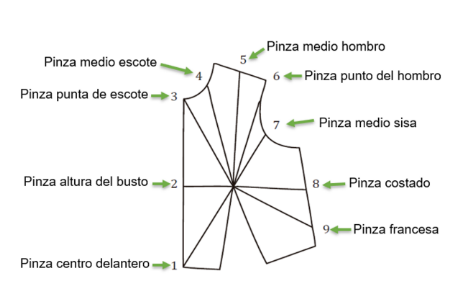 Pinza medio hombro
5
Pinza medio escote
4
6
Pinza punto del hombro
Pinza punta de escote
3
7
Pinza medio sisa
Pinza altura del busto
2
8
Pinza costado
9
Pinza francesa
Pinza centro delantero
1